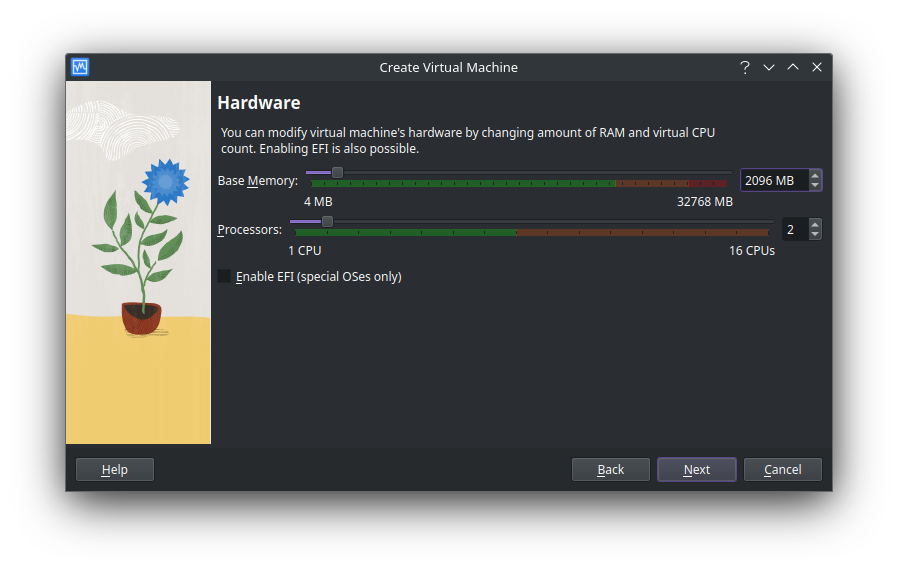 Create Virtual Machine
Hardware
You can modify virtual machine's hardware by changing amount of RAM and virtual CPU
count. Enabling EFI is also possible.
Base Memory:
2096 MB
4 MB
32768 MB
Processors:
2
1 CPU
16 CPUs
Enable EFI (special OSes only)
Help
Back
Next
Cancel